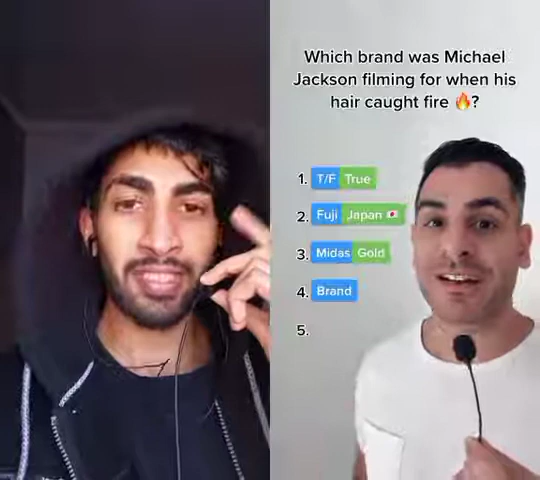 Which brand was Michael
Jackson filming for when his
hair caught fire 🔥?
1. T/F True
2. Fuji Japan 🇯🇵
3. Midas Gold
4. Brand
5.